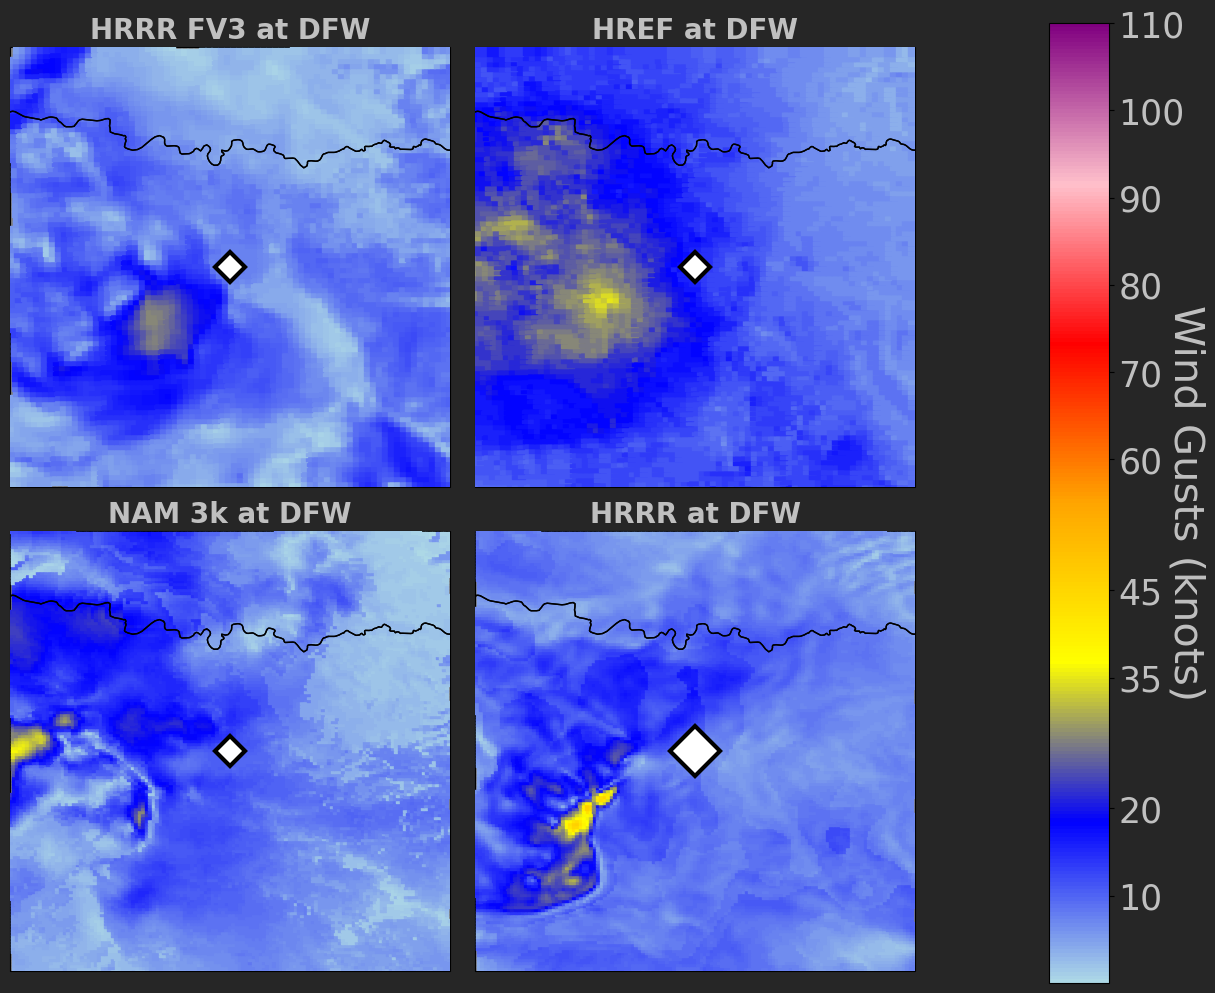 HRRR FV3 at DFW
HREF at DFW
NAM 3k at DFW
HRRR at DFW
110
100
90
80
70
60
45
35
20
10
Wind Gusts (knots)